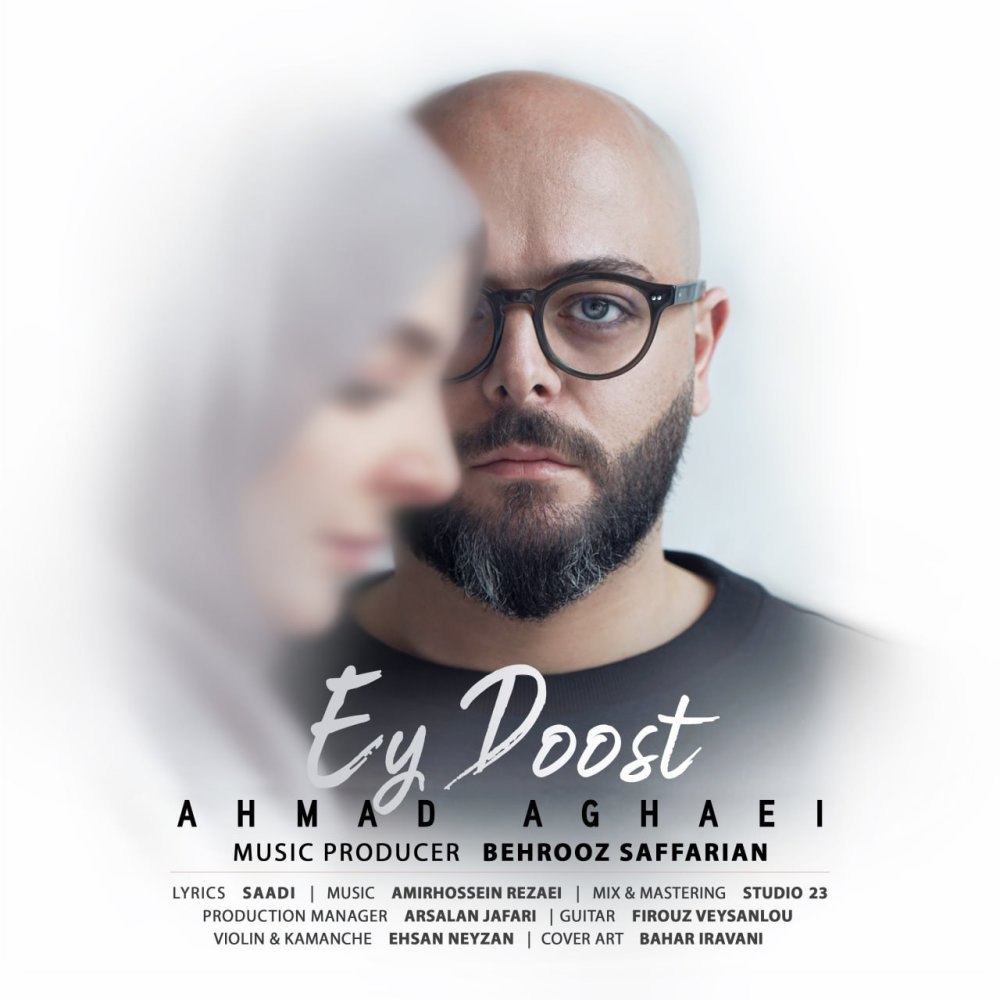 Ey Doost
AHMAD AGHAEI
MUSIC PRODUCER BEHROOZ SAFFARIAN
LYRICS SAADI | MUSIC AMIRHOSSEIN REZAEI | MIX & MASTERING STUDIO 23
PRODUCTION MANAGER ARSALAN JAFARI | GUITAR FIROUZ VEYSANLOU
VIOLIN & KAMANCHE EHSAN NEYZAN | COVER ART BAHAR IRAVANI